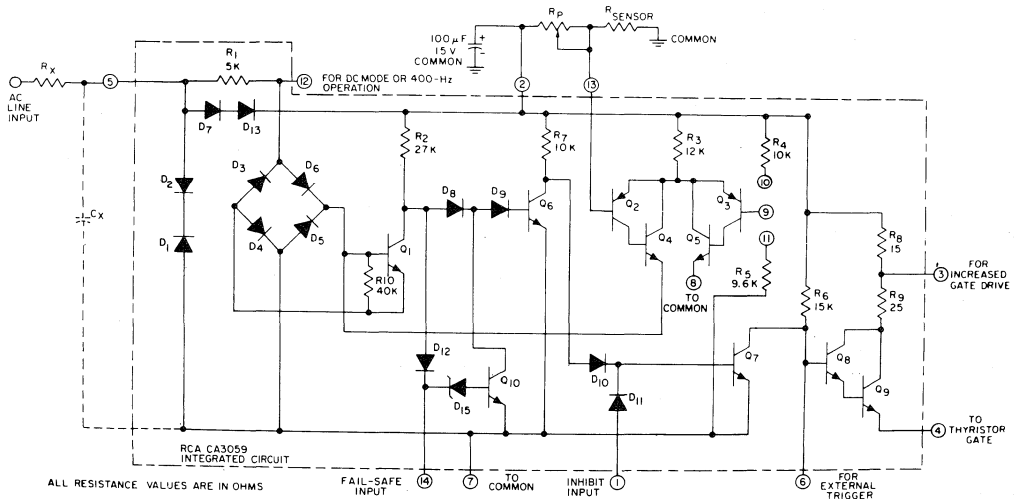 R SENSOR
RP
100 µF
15 V
COMMON
COMMON
R1
5K
RX
5
12
FOR DC MODE OR 400-Hz
OPERATION
2
13
AC
LINE
INPUT
D7
D13
R2
27K
R7
10K
R3
12K
R4
10K
10
D3
D6
D2
D8
D9
Q6
Q2
Q3
9
CX
Q4
Q5
11
R8
15
D1
D4
D5
Q1
R10
40K
8
TO
COMMON
R5
9.6K
3
FOR
INCREASED
GATE DRIVE
R9
25
R6
15K
D12
Q10
D10
Q7
Q8
D15
D11
Q9
4
TO
THYRISTOR
GATE
RCA CA3059
INTEGRATED CIRCUIT
ALL RESISTANCE VALUES ARE IN OHMS
FAIL-SAFE
INPUT
14
7
TO
COMMON
INHIBIT
INPUT
1
6
FOR
EXTERNAL
TRIGGER